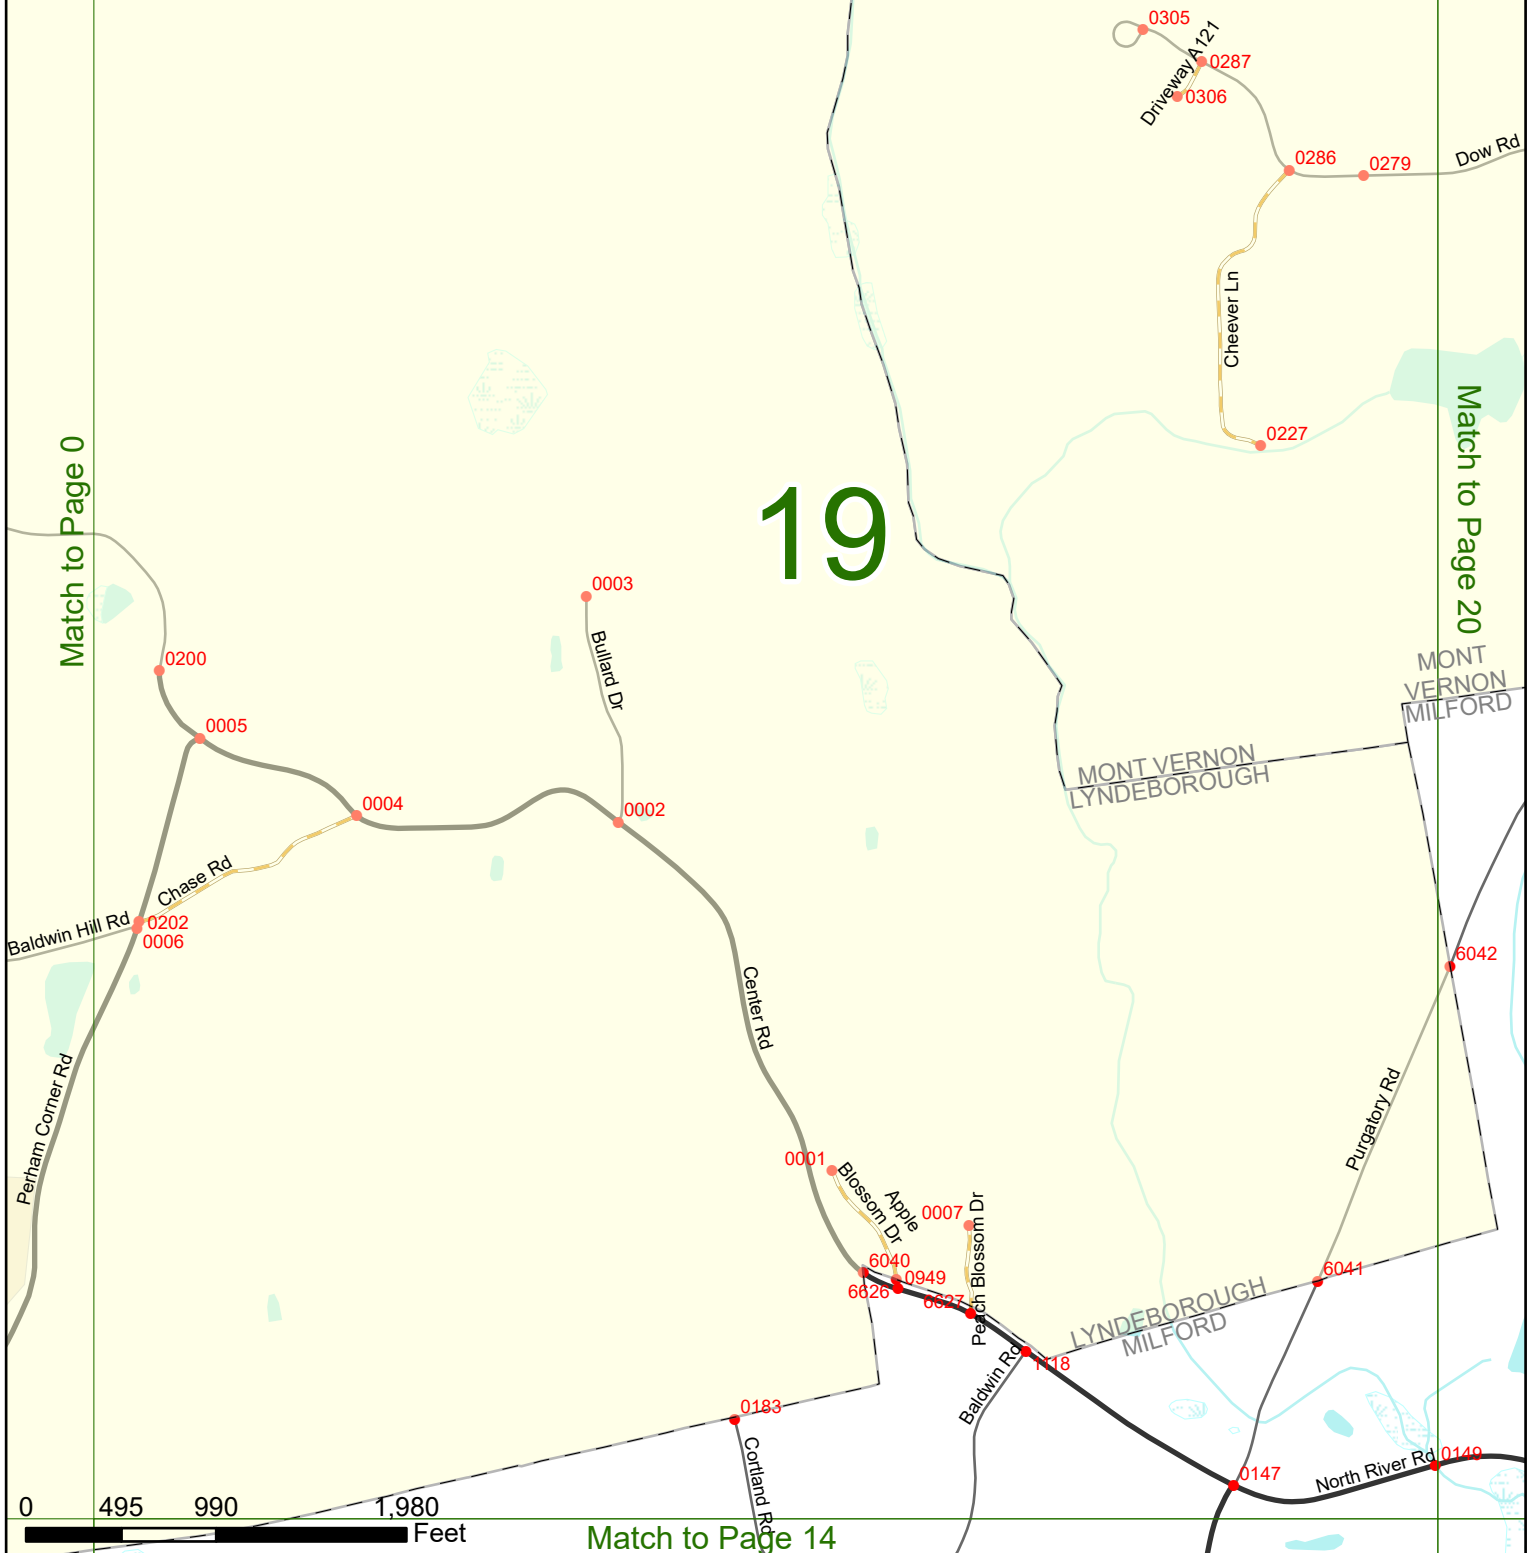 0305
Driveway A121
0287
0306
0286
0279
Dow Rd
Cheever Ln
0227
Match to Page 0
Match to Page 20
19
0003
Bullard Dr
0200
0005
0004
0002
MONT
VERNON
MILFORD
MONT VERNON
LYNDEBOROUGH
Chase Rd
Baldwin Hill Rd
0202
0006
6042
Center Rd
Perham Corner Rd
Purgatory Rd
0001
Apple
Blossom Dr
0007
Peach Blossom Dr
6040
0949
6626
6627
6041
LYNDEBOROUGH
MILFORD
1118
Baldwin Rd
0183
Cortland Rd
0147
North River Rd
0149
0 495 990 1,980
Feet
Match to Page 14